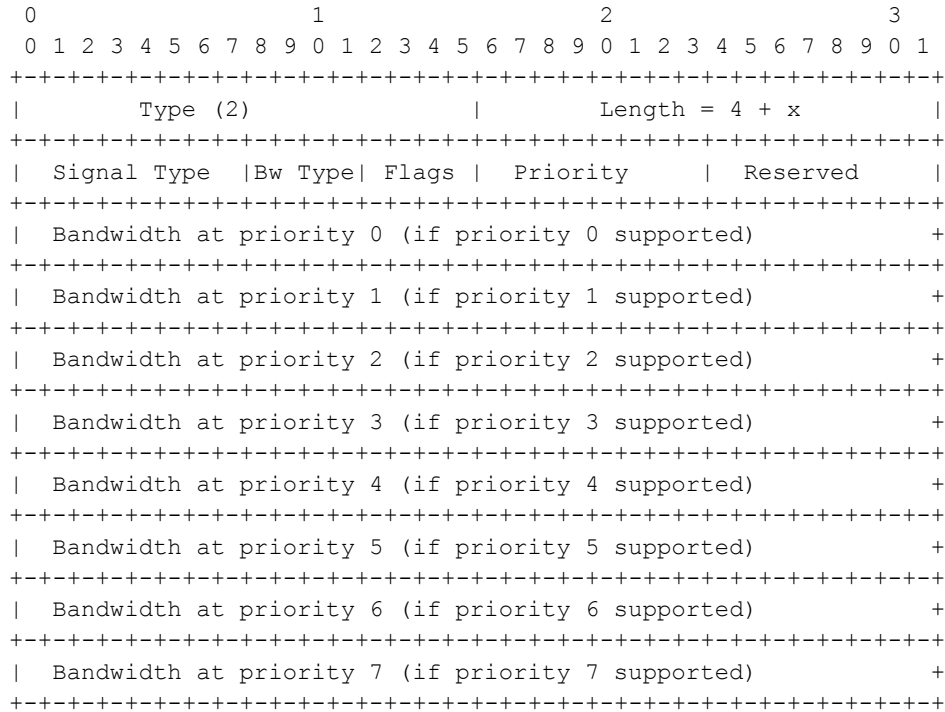 0                   1                   2                   3
 0 1 2 3 4 5 6 7 8 9 0 1 2 3 4 5 6 7 8 9 0 1 2 3 4 5 6 7 8 9 0 1
+-+-+-+-+-+-+-+-+-+-+-+-+-+-+-+-+-+-+-+-+-+-+-+-+-+-+-+-+-+-+-+-+
|        Type (2)               |        Length = 4 + x         |
+-+-+-+-+-+-+-+-+-+-+-+-+-+-+-+-+-+-+-+-+-+-+-+-+-+-+-+-+-+-+-+-+
|  Signal Type  |Bw Type| Flags |  Priority     |  Reserved     |
+-+-+-+-+-+-+-+-+-+-+-+-+-+-+-+-+-+-+-+-+-+-+-+-+-+-+-+-+-+-+-+-+
|  Bandwidth at priority 0 (if priority 0 supported)            +
+-+-+-+-+-+-+-+-+-+-+-+-+-+-+-+-+-+-+-+-+-+-+-+-+-+-+-+-+-+-+-+-+
|  Bandwidth at priority 1 (if priority 1 supported)            +
+-+-+-+-+-+-+-+-+-+-+-+-+-+-+-+-+-+-+-+-+-+-+-+-+-+-+-+-+-+-+-+-+
|  Bandwidth at priority 2 (if priority 2 supported)            +
+-+-+-+-+-+-+-+-+-+-+-+-+-+-+-+-+-+-+-+-+-+-+-+-+-+-+-+-+-+-+-+-+
|  Bandwidth at priority 3 (if priority 3 supported)            +
+-+-+-+-+-+-+-+-+-+-+-+-+-+-+-+-+-+-+-+-+-+-+-+-+-+-+-+-+-+-+-+-+
|  Bandwidth at priority 4 (if priority 4 supported)            +
+-+-+-+-+-+-+-+-+-+-+-+-+-+-+-+-+-+-+-+-+-+-+-+-+-+-+-+-+-+-+-+-+
|  Bandwidth at priority 5 (if priority 5 supported)            +
+-+-+-+-+-+-+-+-+-+-+-+-+-+-+-+-+-+-+-+-+-+-+-+-+-+-+-+-+-+-+-+-+
|  Bandwidth at priority 6 (if priority 6 supported)            +
+-+-+-+-+-+-+-+-+-+-+-+-+-+-+-+-+-+-+-+-+-+-+-+-+-+-+-+-+-+-+-+-+
|  Bandwidth at priority 7 (if priority 7 supported)            +
+-+-+-+-+-+-+-+-+-+-+-+-+-+-+-+-+-+-+-+-+-+-+-+-+-+-+-+-+-+-+-+-+